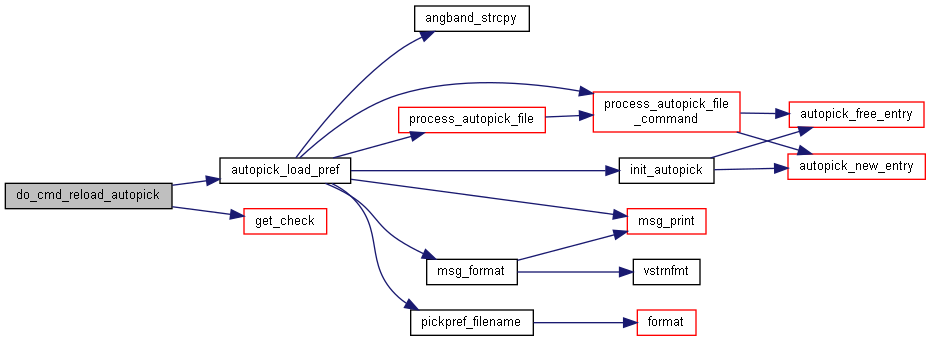 angband_strcpy
process_autopick_file
_command
autopick_free_entry
process_autopick_file
autopick_load_pref
init_autopick
autopick_new_entry
do_cmd_reload_autopick
get_check
msg_print
msg_format
vstrnfmt
pickpref_filename
format